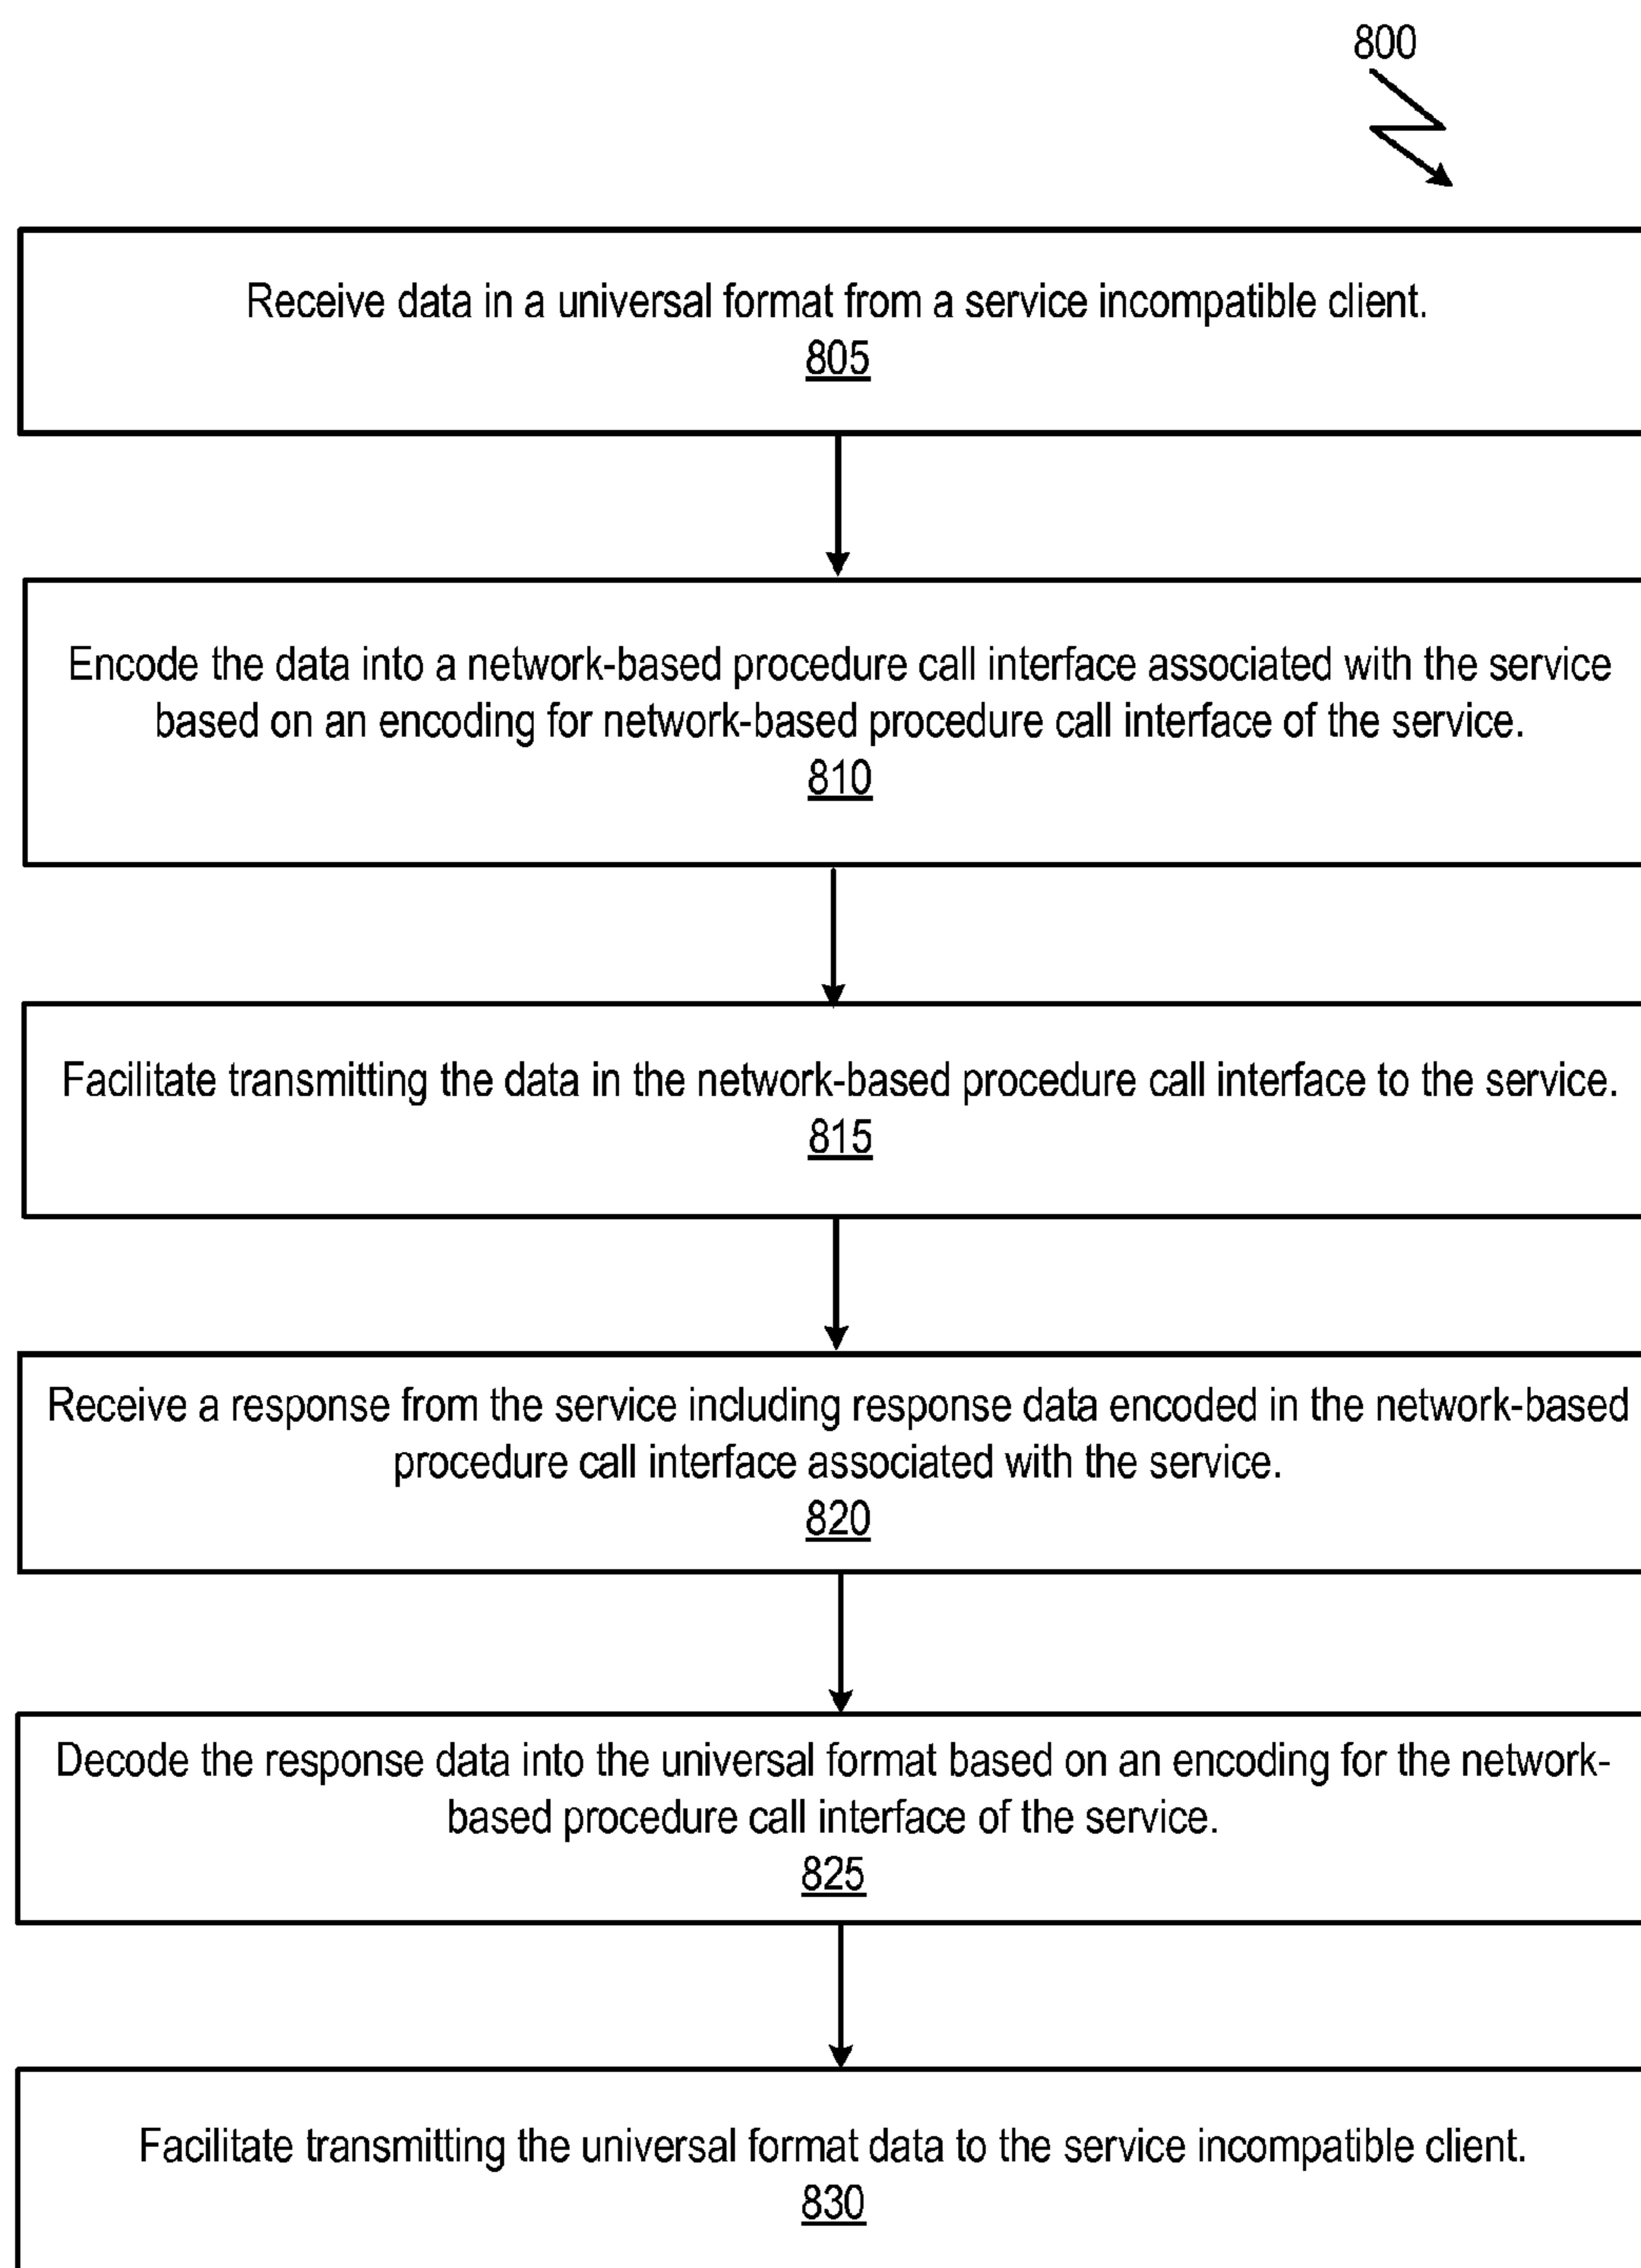 800
Receive data in a universal format from a service incompatible client.
805
Encode the data into a network-based procedure call interface associated with the service
based on an encoding for network-based procedure call interface of the service.
810
Facilitate transmitting the data in the network-based procedure call interface to the service.
815
Receive a response from the service including response data encoded in the network-based
procedure call interface associated with the service.
820
Decode the response data into the universal format based on an encoding for the network-
based procedure call interface of the service.
825
Facilitate transmitting the universal format data to the service incompatible client.
830